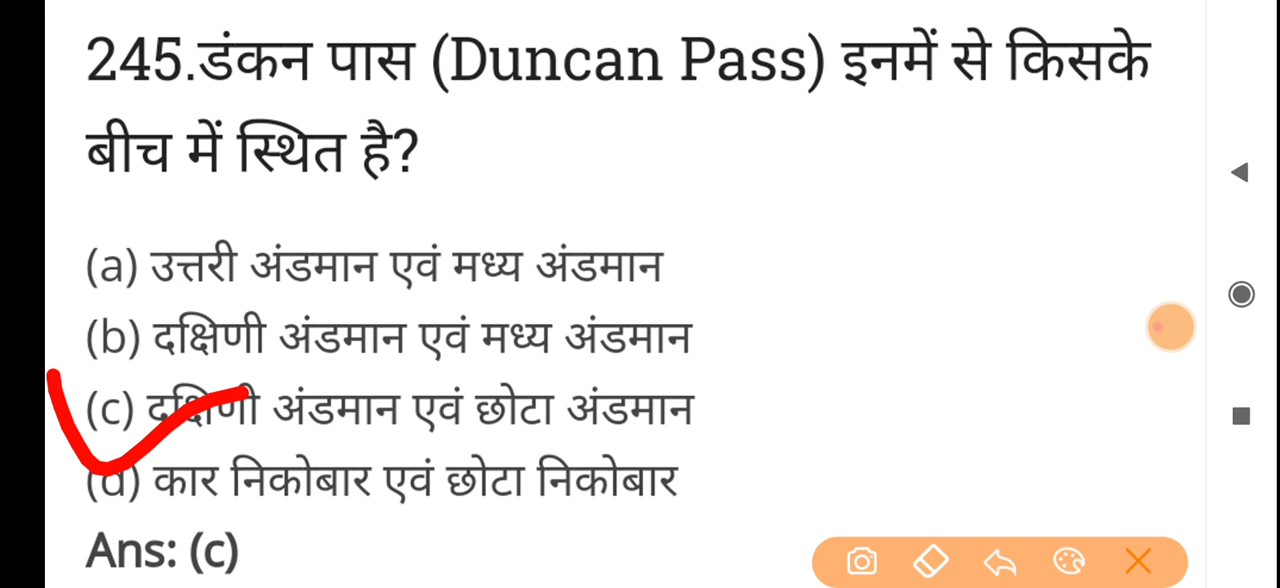 245.डंकन पास (Duncan Pass) इनमें से किसके
बीच में स्थित है?
(a) उत्तरी अंडमान एवं मध्य अंडमान
(b) दक्षिणी अंडमान एवं मध्य अंडमान
(c) दक्षिणी अंडमान एवं छोटा अंडमान
(d) कार निकोबार एवं छोटा निकोबार
Ans: (c)